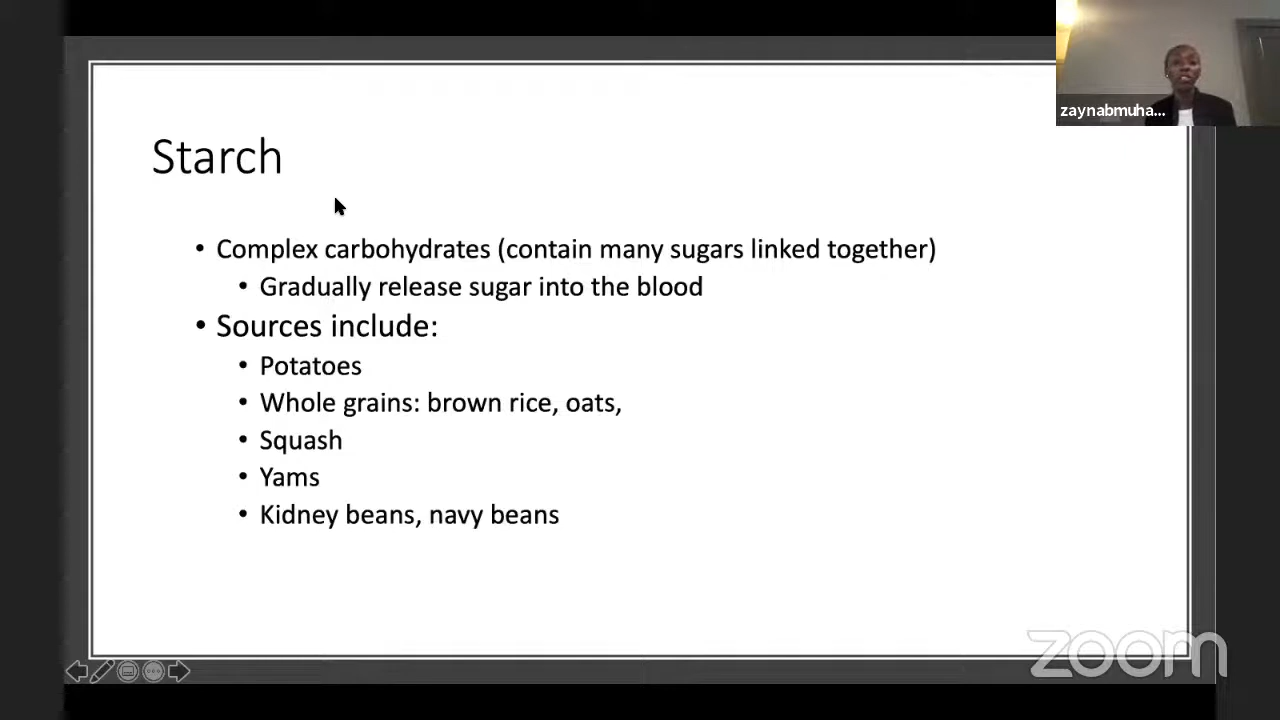 zaynabmuha...
Starch
• Complex carbohydrates (contain many sugars linked together)
• Gradually release sugar into the blood
• Sources include:
• Potatoes
• Whole grains: brown rice, oats,
• Squash
• Yams
• Kidney beans, navy beans
zoom